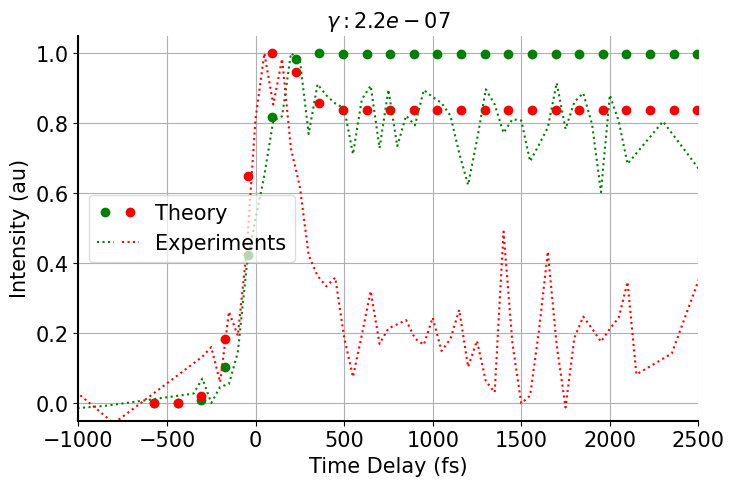 γ : 2.2e − 07
Intensity (au)
1.0
0.8
0.6
0.4
0.2
0.0
Theory
Experiments
−1000 −500 0 500 1000 1500 2000 2500
Time Delay (fs)